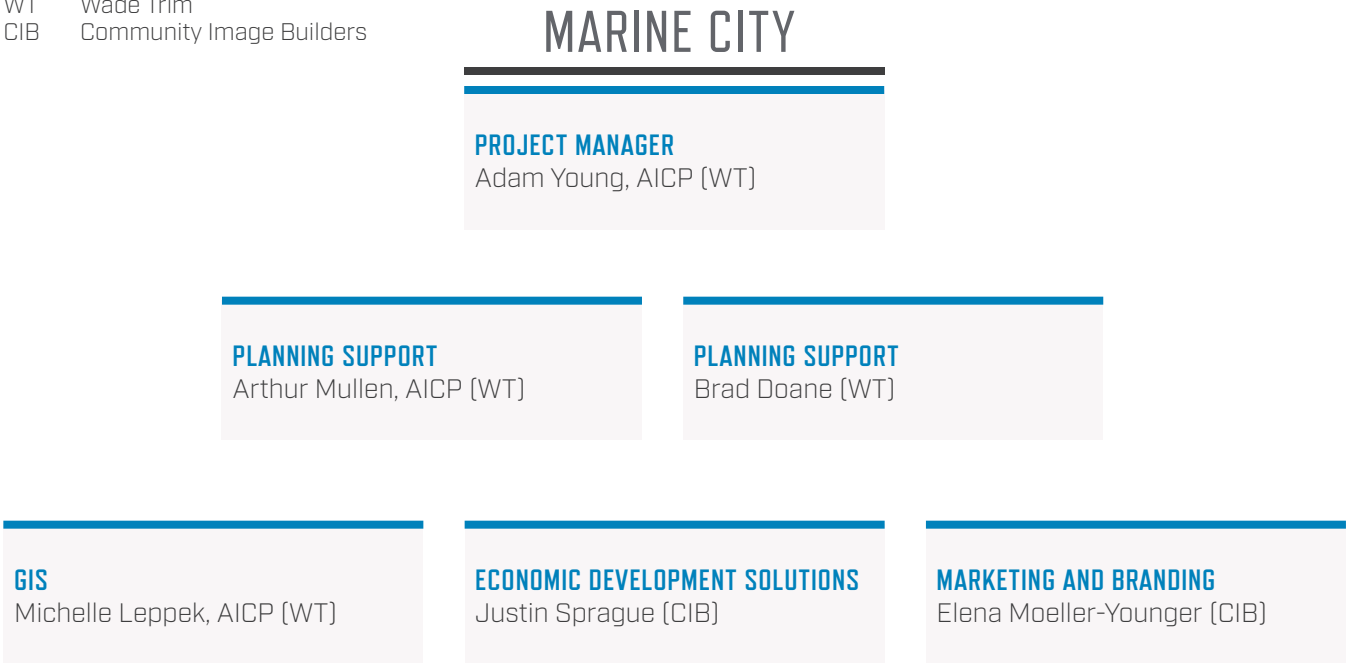 WT Wade Trim
CIB Community Image Builders
MARINE CITY
PROJECT MANAGER
Adam Young, AICP (WT)
PLANNING SUPPORT
Arthur Mullen, AICP (WT)
PLANNING SUPPORT
Brad Doane (WT)
GIS
Michelle Leppek, AICP (WT)
ECONOMIC DEVELOPMENT SOLUTIONS
Justin Sprague (CIB)
MARKETING AND BRANDING
Elena Moeller-Younger (CIB)